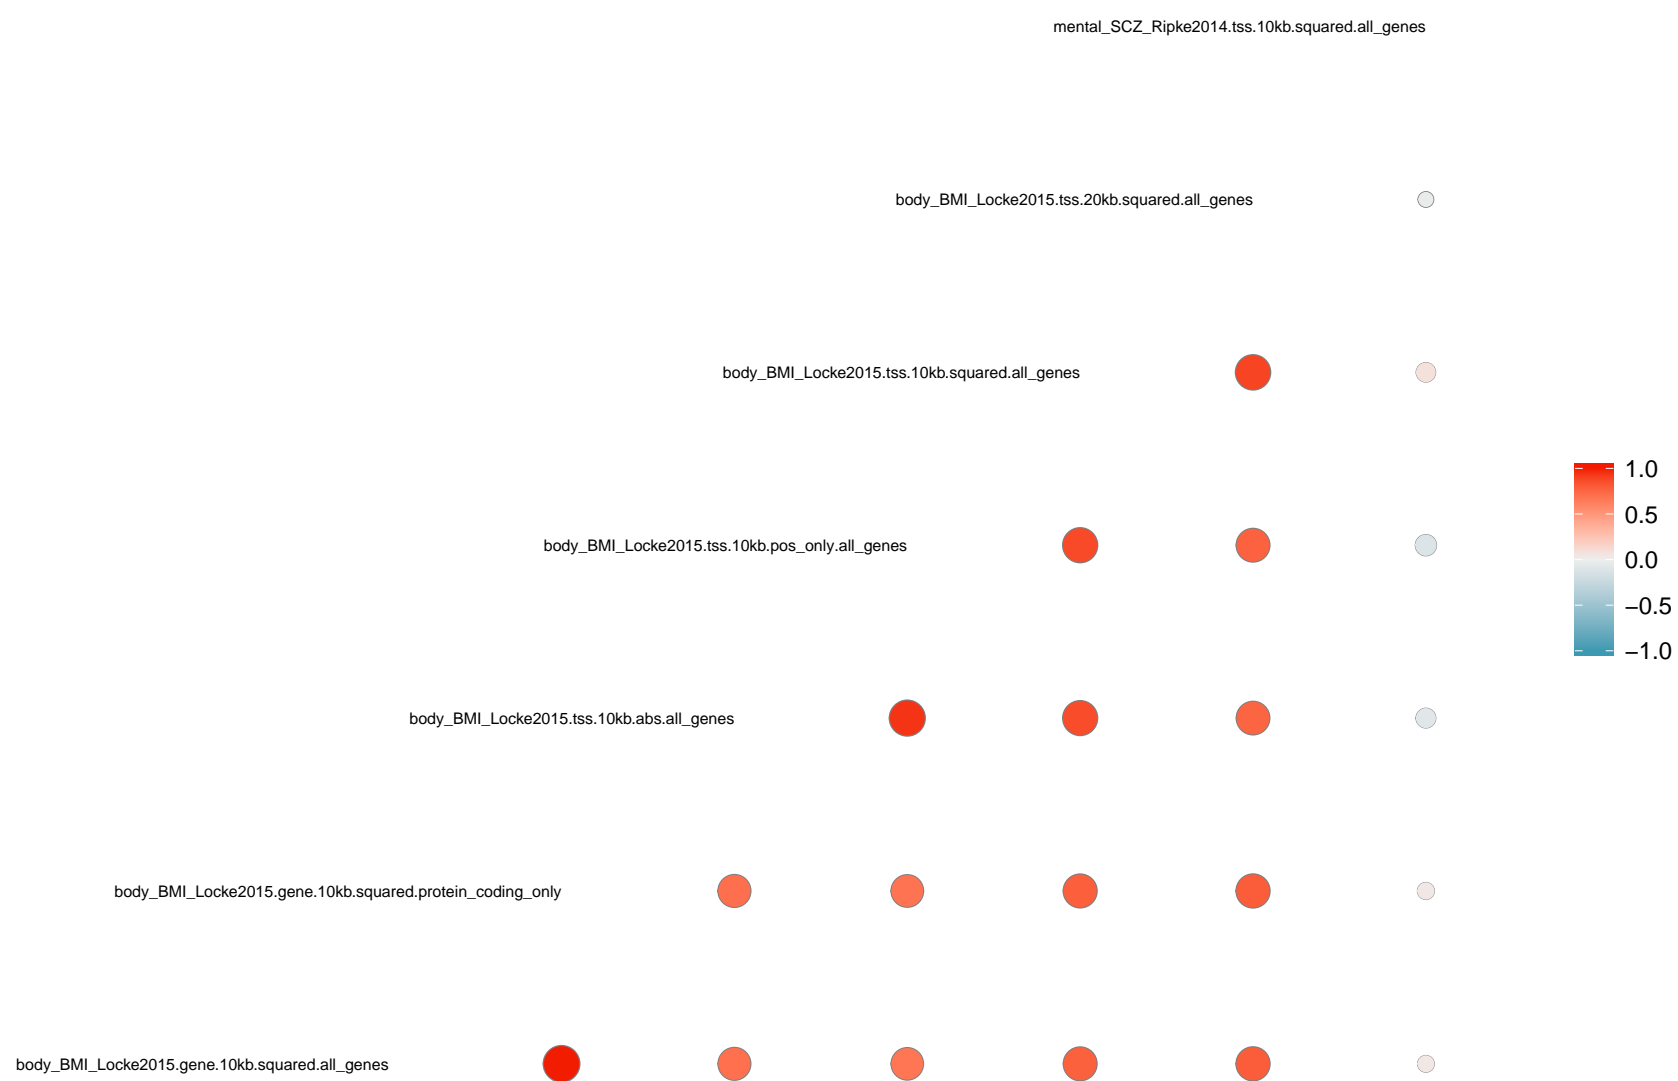 mental_SCZ_Ripke2014.tss.10kb.squared.all_genes
body_BMI_Locke2015.tss.20kb.squared.all_genes
body_BMI_Locke2015.tss.10kb.squared.all_genes
1.0
0.5
body_BMI_Locke2015.tss.10kb.pos_only.all_genes
0.0
−0.5
−1.0
body_BMI_Locke2015.tss.10kb.abs.all_genes
body_BMI_Locke2015.gene.10kb.squared.protein_coding_only
body_BMI_Locke2015.gene.10kb.squared.all_genes